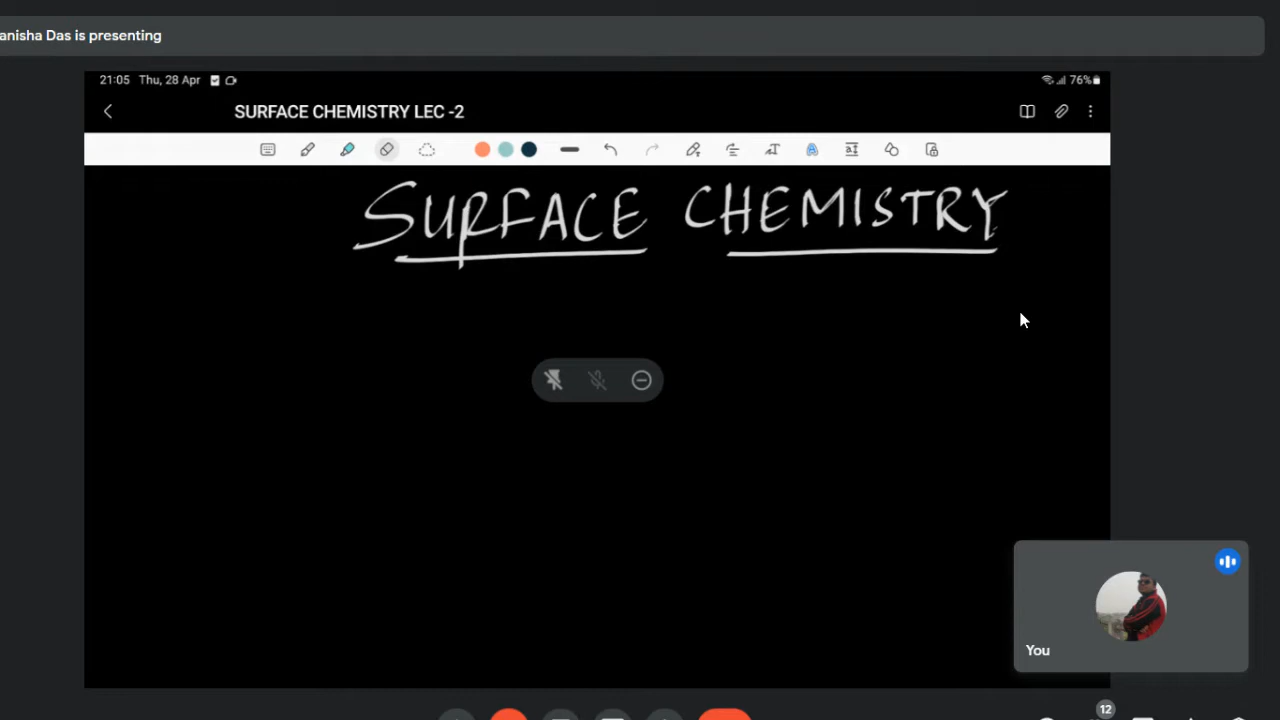 anisha Das is presenting
21:05 Thu, 28 Apr 76%
SURFACE CHEMISTRY LEC -2
SURFACE CHEMISTRY
You
12